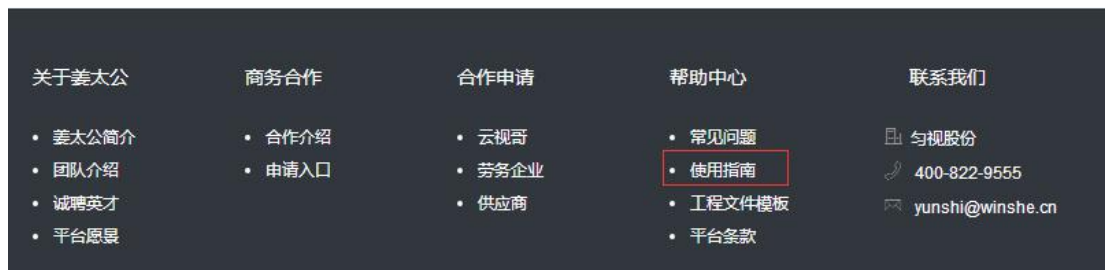 关于姜太公
姜太公简介
团队介绍
诚聘英才
平台愿景
商务合作
合作介绍
申请入口
合作申请
云视哥
劳务企业
供应商
帮助中心
常见问题
使用指南
工程文件模板
平台条款
联系我们
匀视股份
400-822-9555
yunshi@winshe.cn